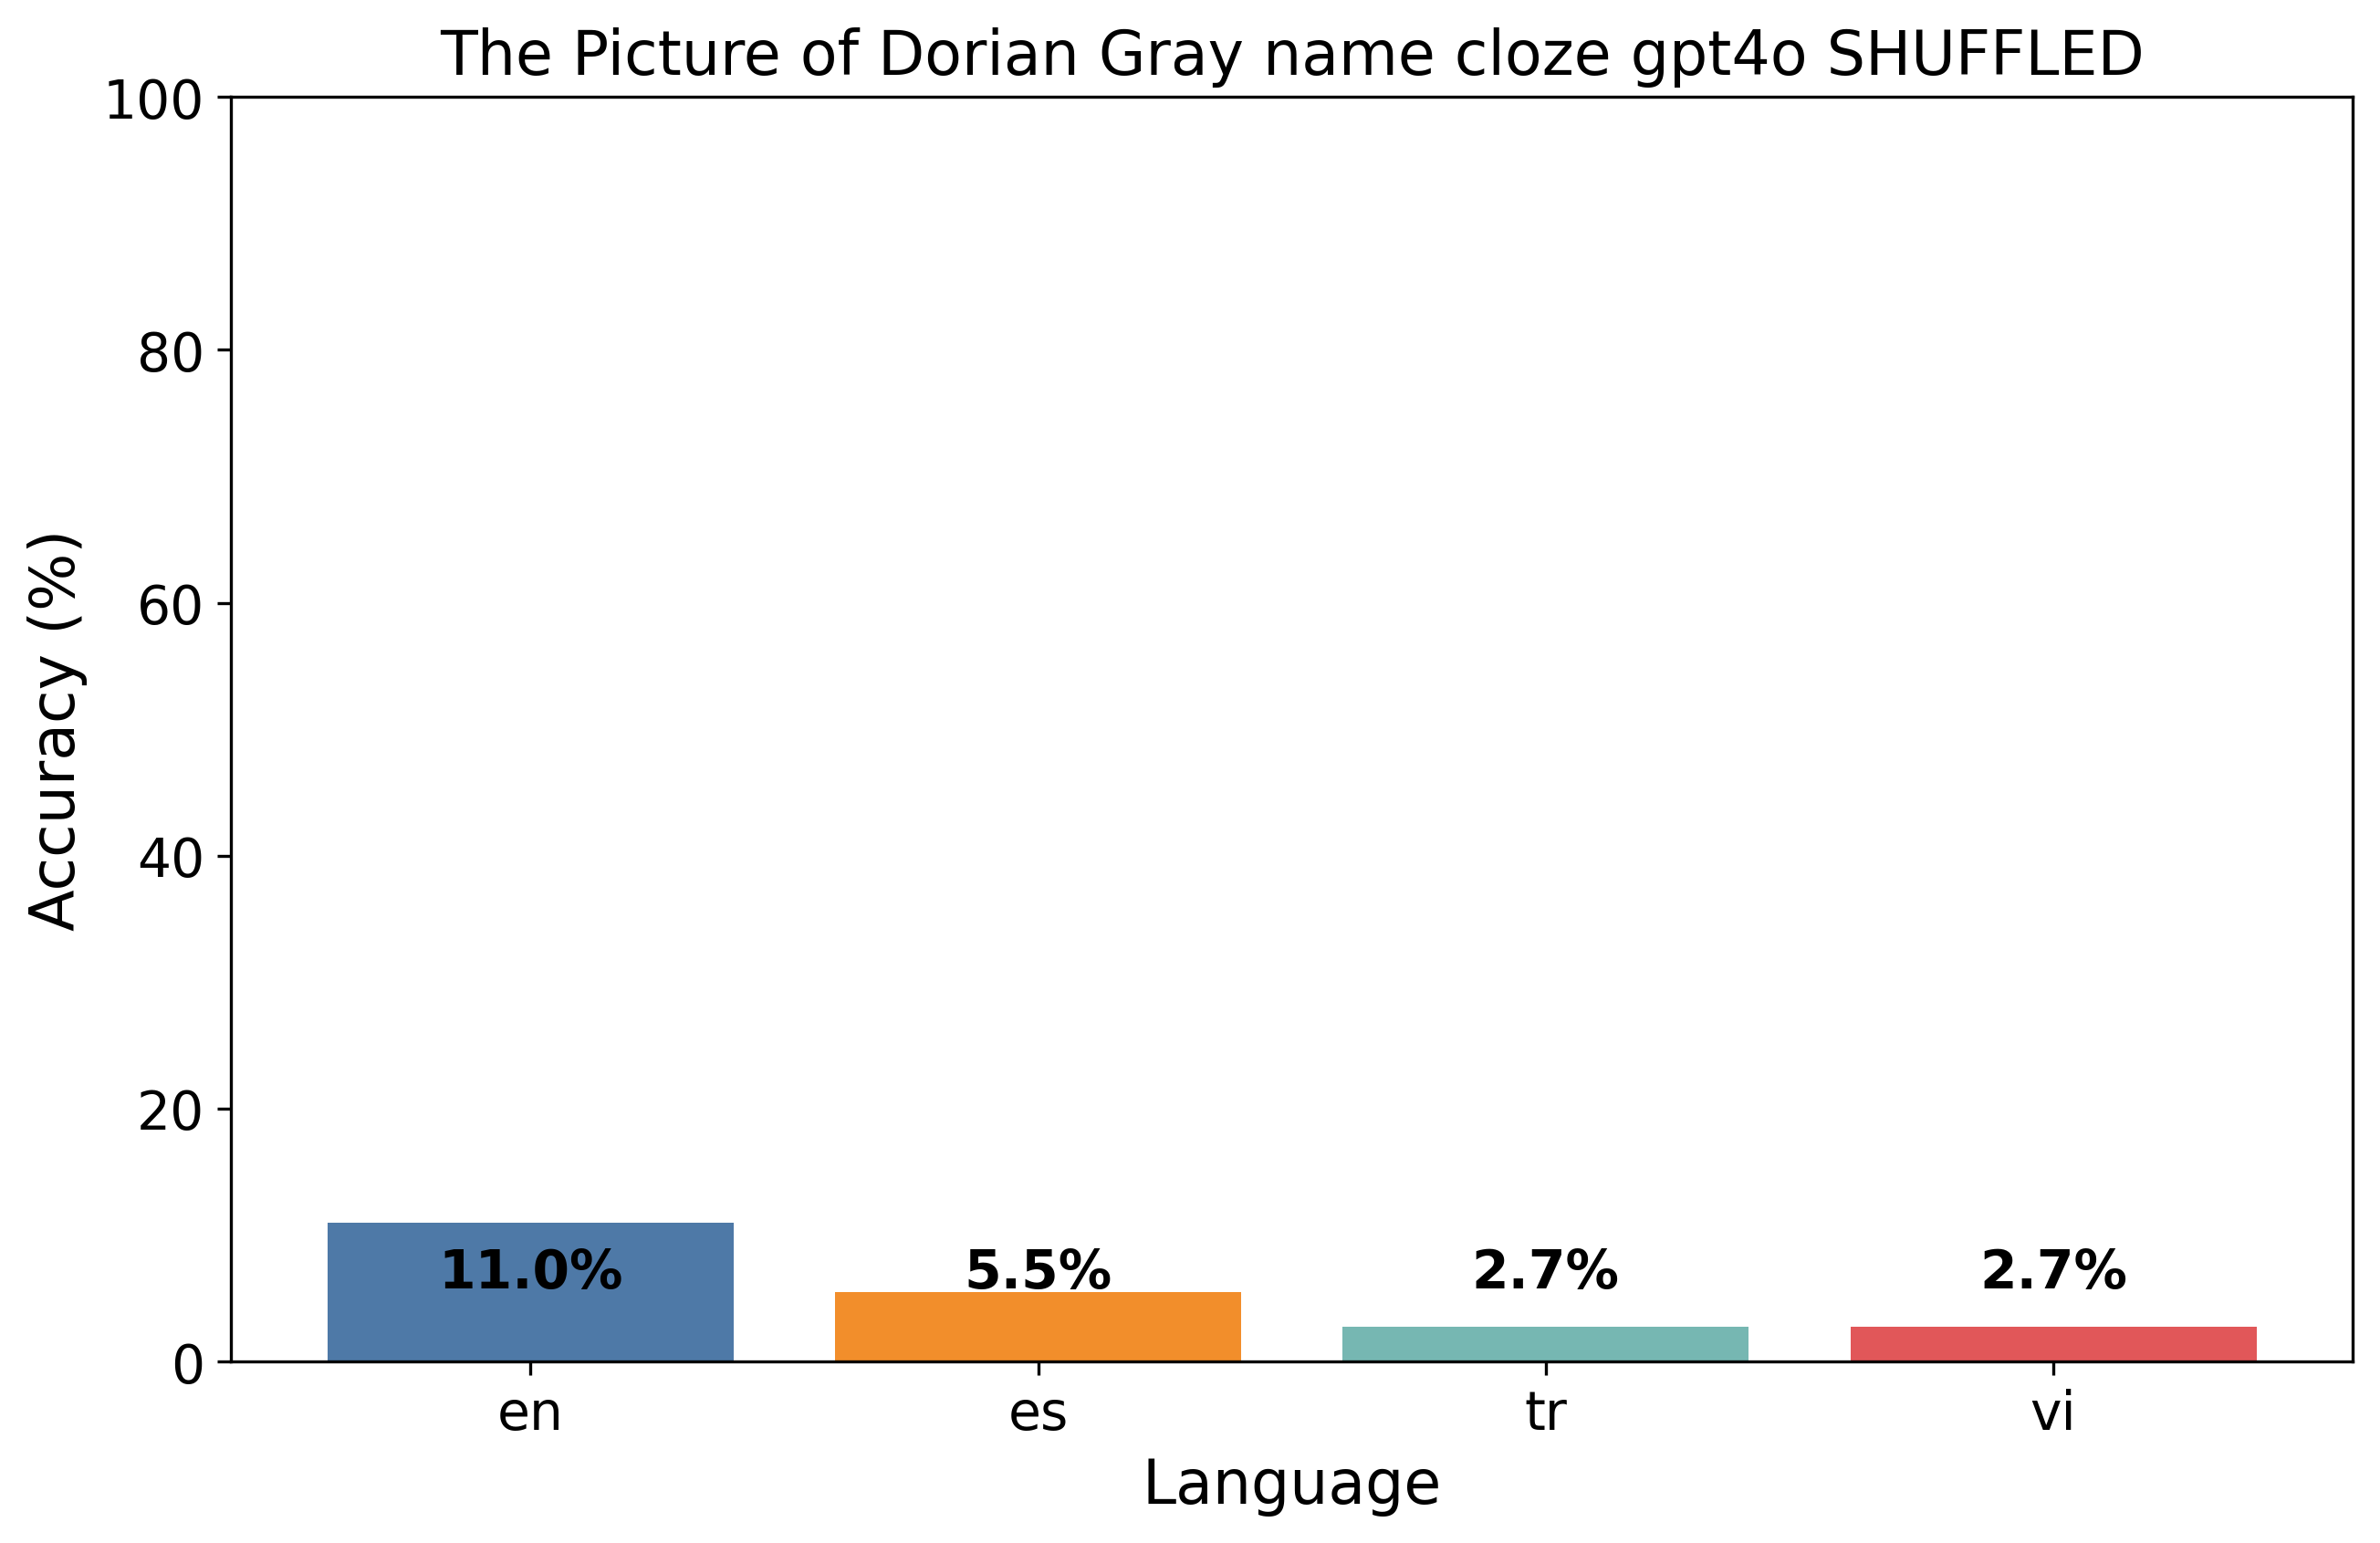 The Picture of Dorian Gray name cloze gpt4o SHUFFLED
Accuracy (%)
100
80
60
40
20
0
11.0%
5.5%
2.7%
2.7%
en
es
tr
vi
Language